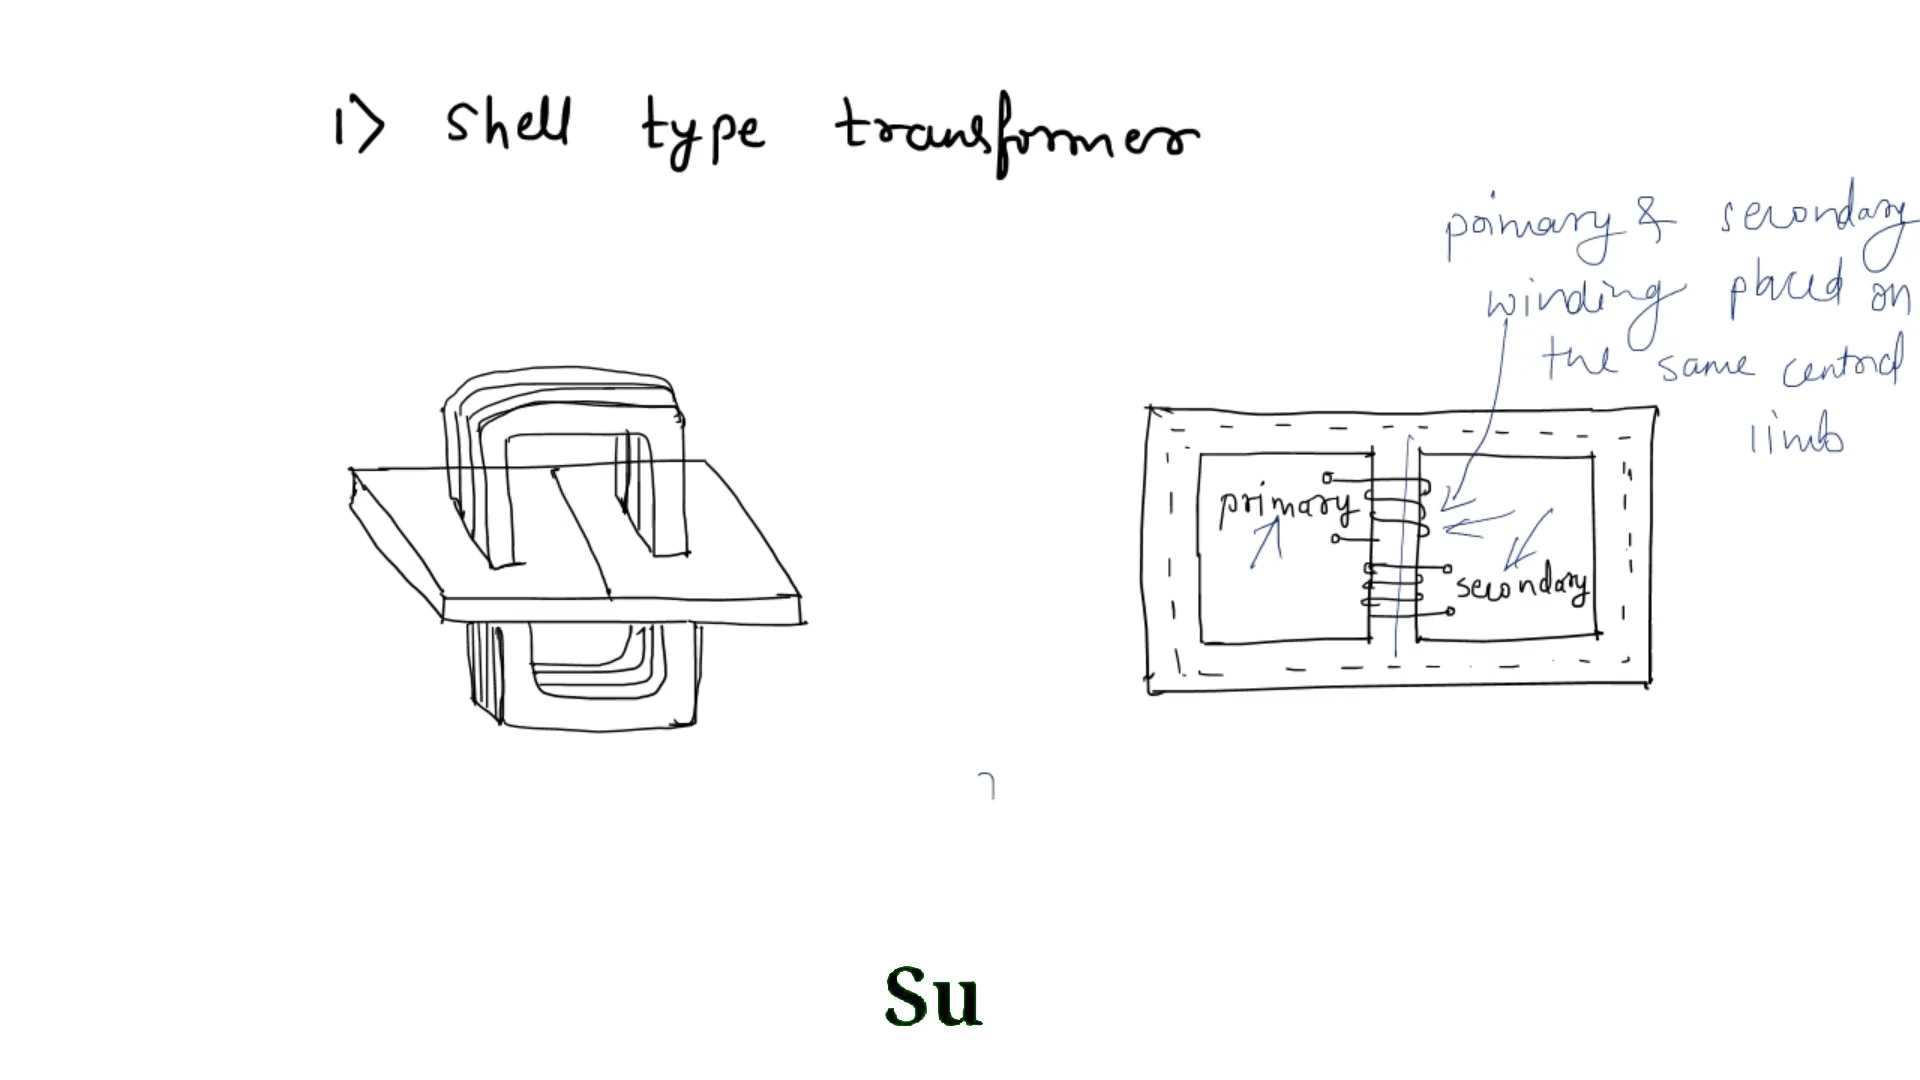 1> Shell type transformer
primary & secondary
winding placed on
the same central
limb
primary
secondary
Su